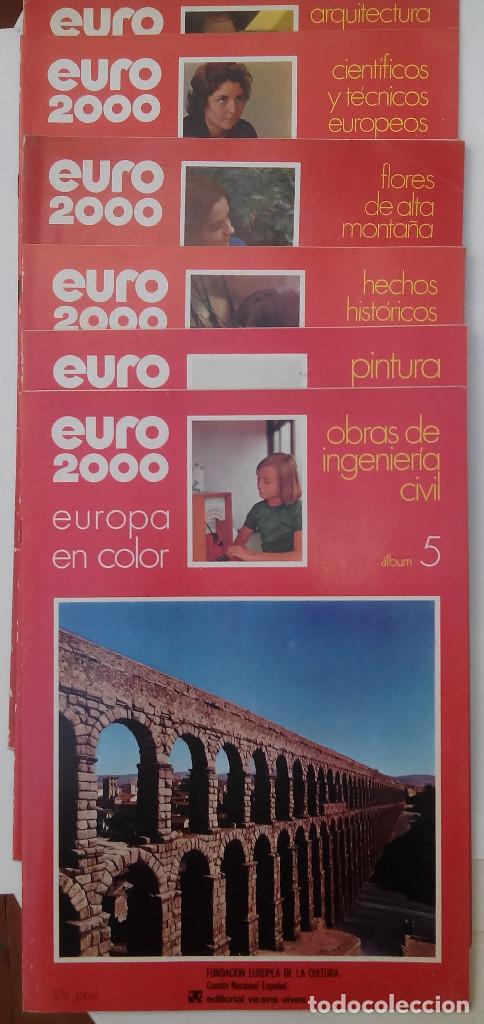 euro
arquitectura
euro
2000
científicos
y técnicos
europeos
euro
2000
flores
de alta
montaña
euro
2000
hechos
históricos
euro
pintura
euro
2000
europa
en color
obras de
ingeniería
civil
álbum 5
FUNDACION EUROPEA DE LA CULTURA.
Comité Nacional Español
editorial vicens-vives
25 ptas
todocoleccion